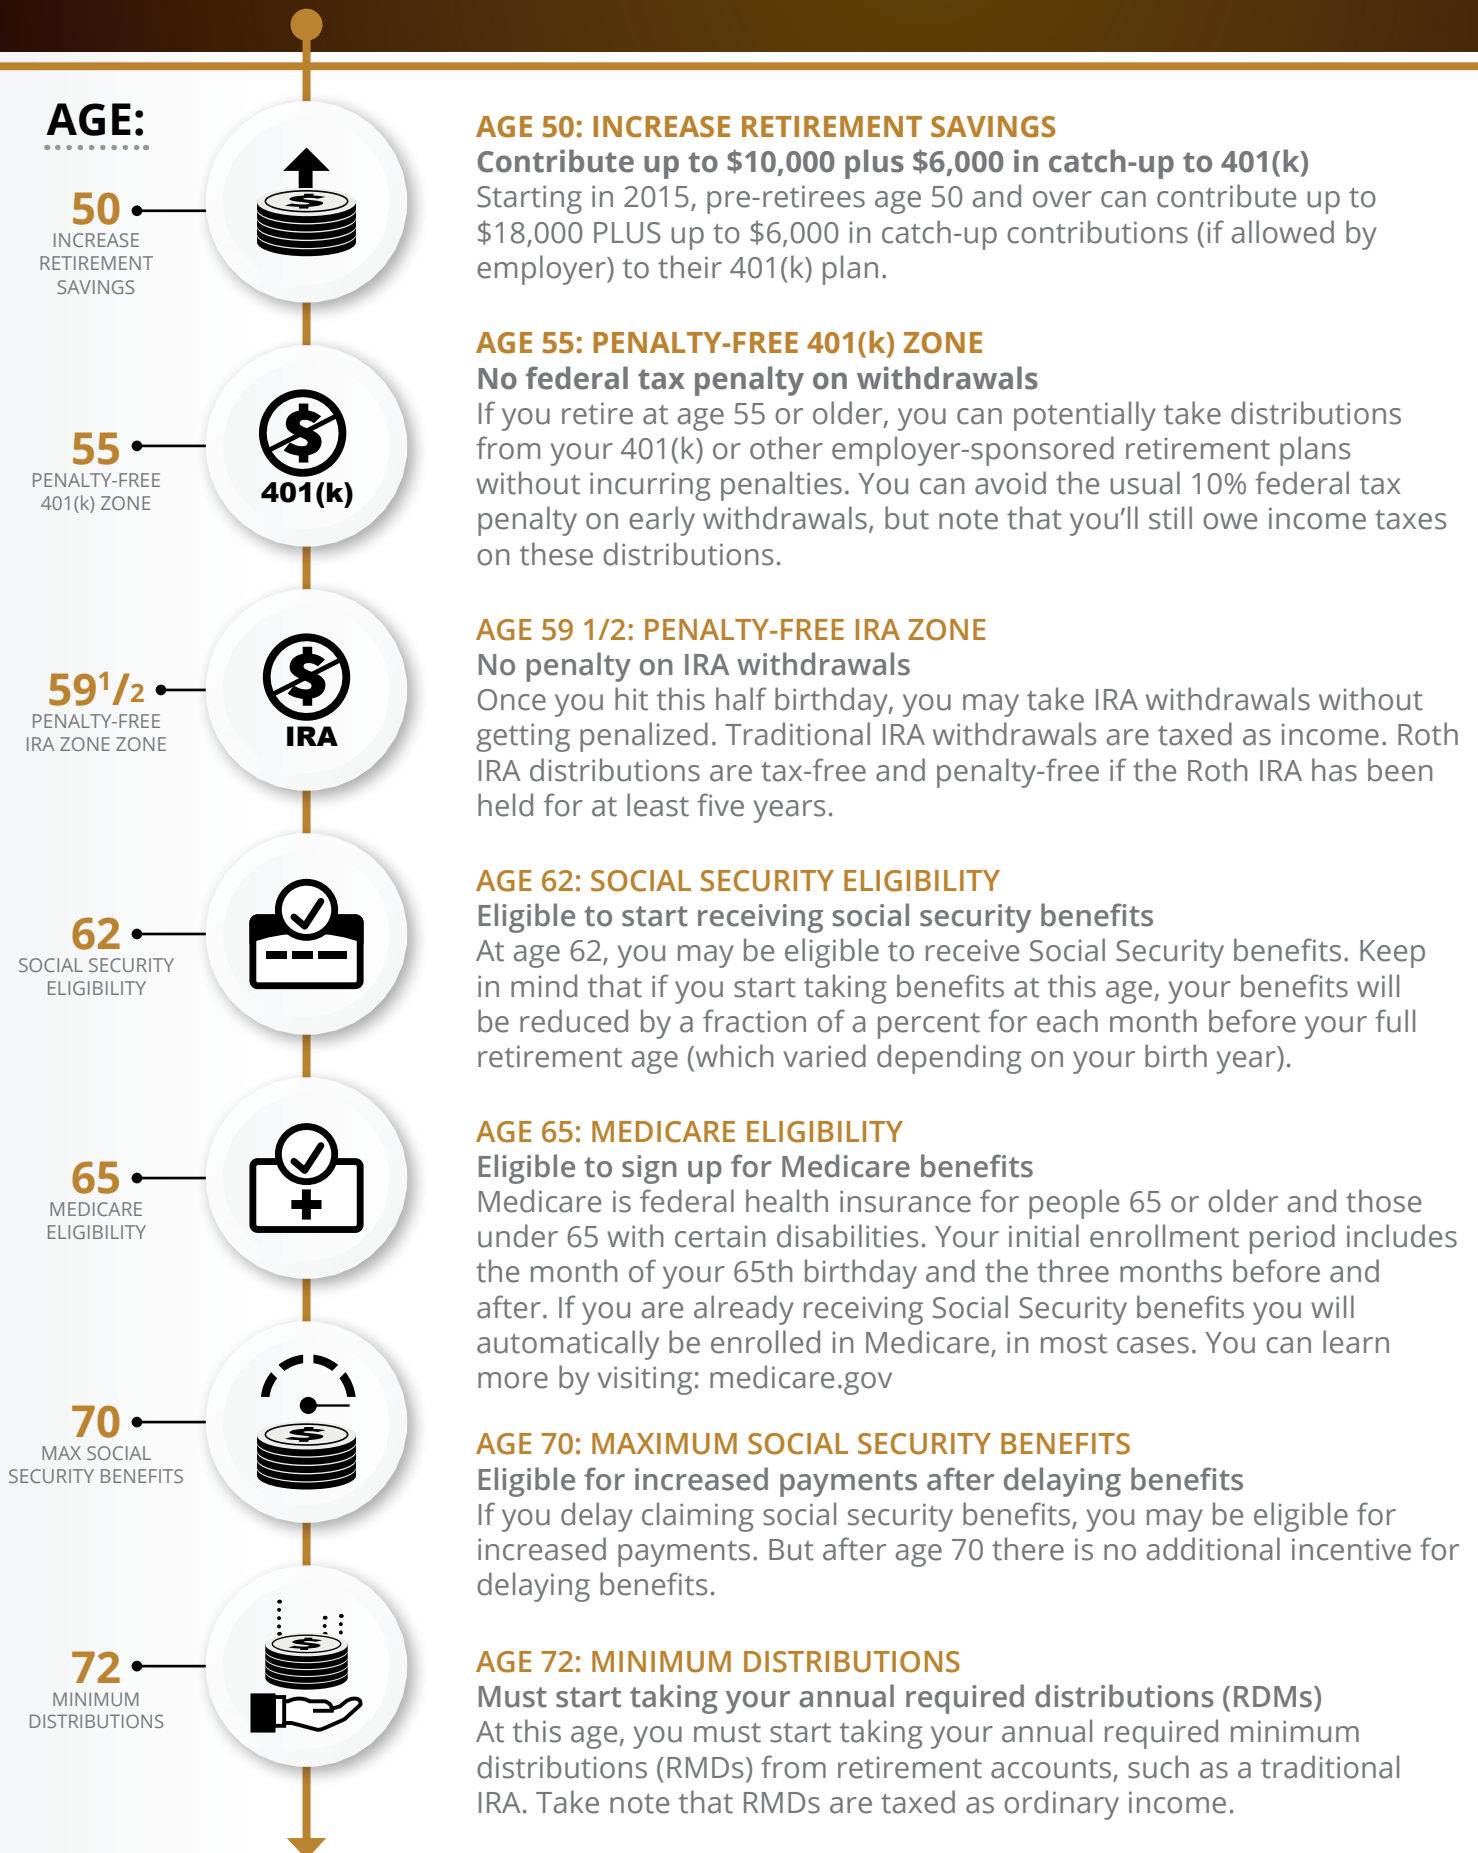 AGE:
50
INCREASE
RETIREMENT
SAVINGS
AGE 50: INCREASE RETIREMENT SAVINGS
Contribute up to $10,000 plus $6,000 in catch-up to 401(k)
Starting in 2015, pre-retirees age 50 and over can contribute up to
$18,000 PLUS up to $6,000 in catch-up contributions (if allowed by
employer) to their 401(k) plan.
55
PENALTY-FREE
401(k) ZONE
$
401(k)
AGE 55: PENALTY-FREE 401(k) ZONE
No federal tax penalty on withdrawals
If you retire at age 55 or older, you can potentially take distributions
from your 401(k) or other employer-sponsored retirement plans
without incurring penalties. You can avoid the usual 10% federal tax
penalty on early withdrawals, but note that you’ll still owe income taxes
on these distributions.
59¹/2
PENALTY-FREE
IRA ZONE ZONE
$
IRA
AGE 59 1/2: PENALTY-FREE IRA ZONE
No penalty on IRA withdrawals
Once you hit this half birthday, you may take IRA withdrawals without
getting penalized. Traditional IRA withdrawals are taxed as income. Roth
IRA distributions are tax-free and penalty-free if the Roth IRA has been
held for at least five years.
62
SOCIAL SECURITY
ELIGIBILITY
AGE 62: SOCIAL SECURITY ELIGIBILITY
Eligible to start receiving social security benefits
At age 62, you may be eligible to receive Social Security benefits. Keep
in mind that if you start taking benefits at this age, your benefits will
be reduced by a fraction of a percent for each month before your full
retirement age (which varied depending on your birth year).
65
MEDICARE
ELIGIBILITY
AGE 65: MEDICARE ELIGIBILITY
Eligible to sign up for Medicare benefits
Medicare is federal health insurance for people 65 or older and those
under 65 with certain disabilities. Your initial enrollment period includes
the month of your 65th birthday and the three months before and
after. If you are already receiving Social Security benefits you will
automatically be enrolled in Medicare, in most cases. You can learn
more by visiting: medicare.gov
70
MAX SOCIAL
SECURITY BENEFITS
AGE 70: MAXIMUM SOCIAL SECURITY BENEFITS
Eligible for increased payments after delaying benefits
If you delay claiming social security benefits, you may be eligible for
increased payments. But after age 70 there is no additional incentive for
delaying benefits.
72
MINIMUM
DISTRIBUTIONS
AGE 72: MINIMUM DISTRIBUTIONS
Must start taking your annual required distributions (RDMs)
At this age, you must start taking your annual required minimum
distributions (RMDs) from retirement accounts, such as a traditional
IRA. Take note that RMDs are taxed as ordinary income.